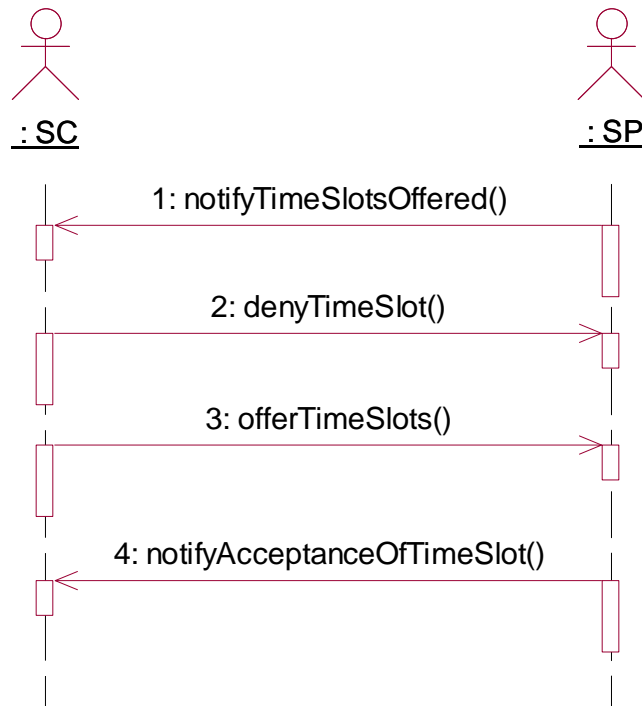 : SC
: SP
1: notifyTimeSlotsOffered()
2: denyTimeSlot()
3: offerTimeSlots()
4: notifyAcceptanceOfTimeSlot()